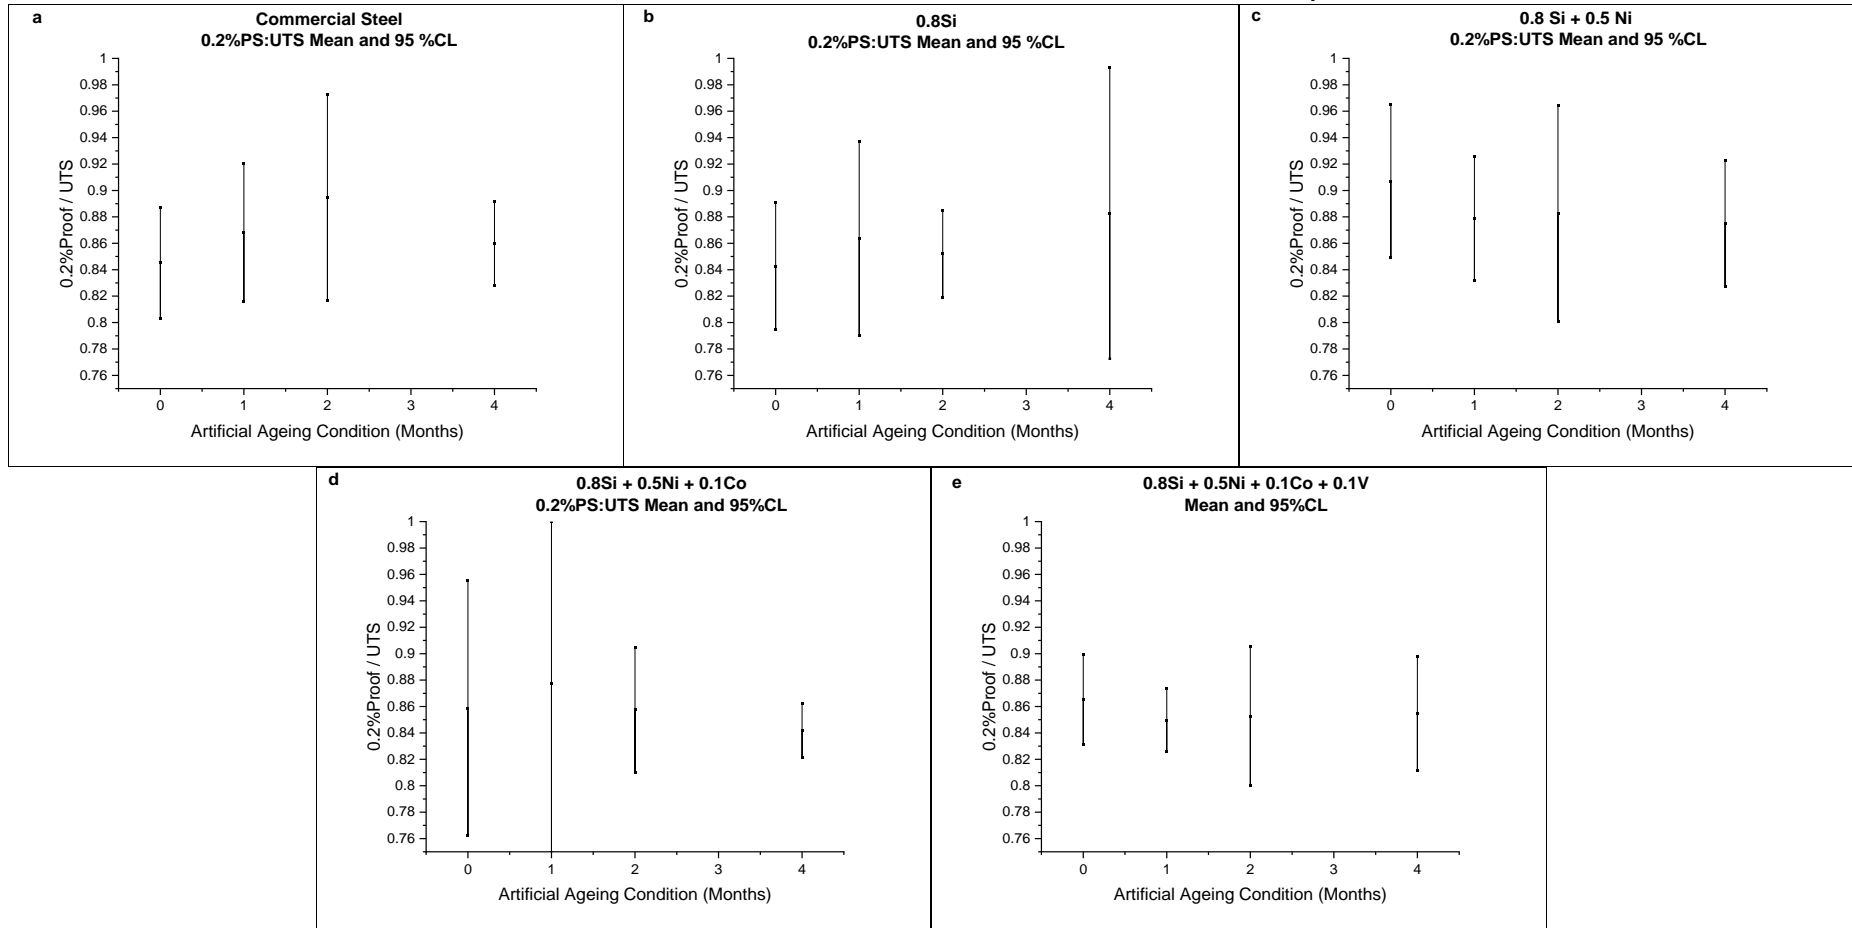 a
Commercial Steel
0.2%PS:UTS Mean and 95 %CL
1
0.98
0.96
0.94
0.92
0.9
0.88
0.86
0.84
0.82
0.8
0.78
0.76
0.2%Proof / UTS
0 1 2 3 4
Artificial Ageing Condition (Months)
b
0.8Si
0.2%PS:UTS Mean and 95 %CL
1
0.98
0.96
0.94
0.92
0.9
0.88
0.86
0.84
0.82
0.8
0.78
0.76
0.2%Proof / UTS
0 1 2 3 4
Artificial Ageing Condition (Months)
c
0.8 Si + 0.5 Ni
0.2%PS:UTS Mean and 95 %CL
1
0.98
0.96
0.94
0.92
0.9
0.88
0.86
0.84
0.82
0.8
0.78
0.76
0.2%Proof / UTS
0 1 2 3 4
Artificial Ageing Condition (Months)
d
0.8Si + 0.5Ni + 0.1Co
0.2%PS:UTS Mean and 95%CL
1
0.98
0.96
0.94
0.92
0.9
0.88
0.86
0.84
0.82
0.8
0.78
0.76
0.2%Proof / UTS
0 1 2 3 4
Artificial Ageing Condition (Months)
e
0.8Si + 0.5Ni + 0.1Co + 0.1V
Mean and 95%CL
1
0.98
0.96
0.94
0.92
0.9
0.88
0.86
0.84
0.82
0.8
0.78
0.76
0.2%Proof / UTS
0 1 2 3 4
Artificial Ageing Condition (Months)